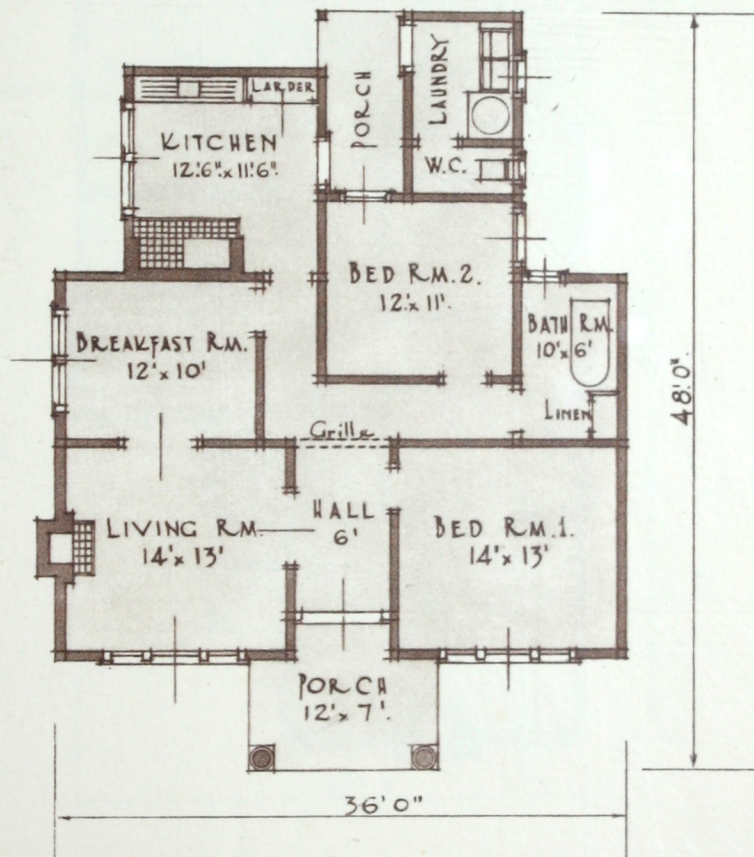 LARDER
PORCH
LAUNDRY
KITCHEN
12'.6".x 11'.6".
W.C.
BED RM.2.
12'.x 11'.
BATH RM.
10'x 6'
BREAKFAST RM.
12' x 10'
LINEN
48'.0".
Grille
LIVING RM.
14'x 13'
HALL
6'
BED RM.1.
14'x 13'
PORCH
12'x 7'.
36'0"